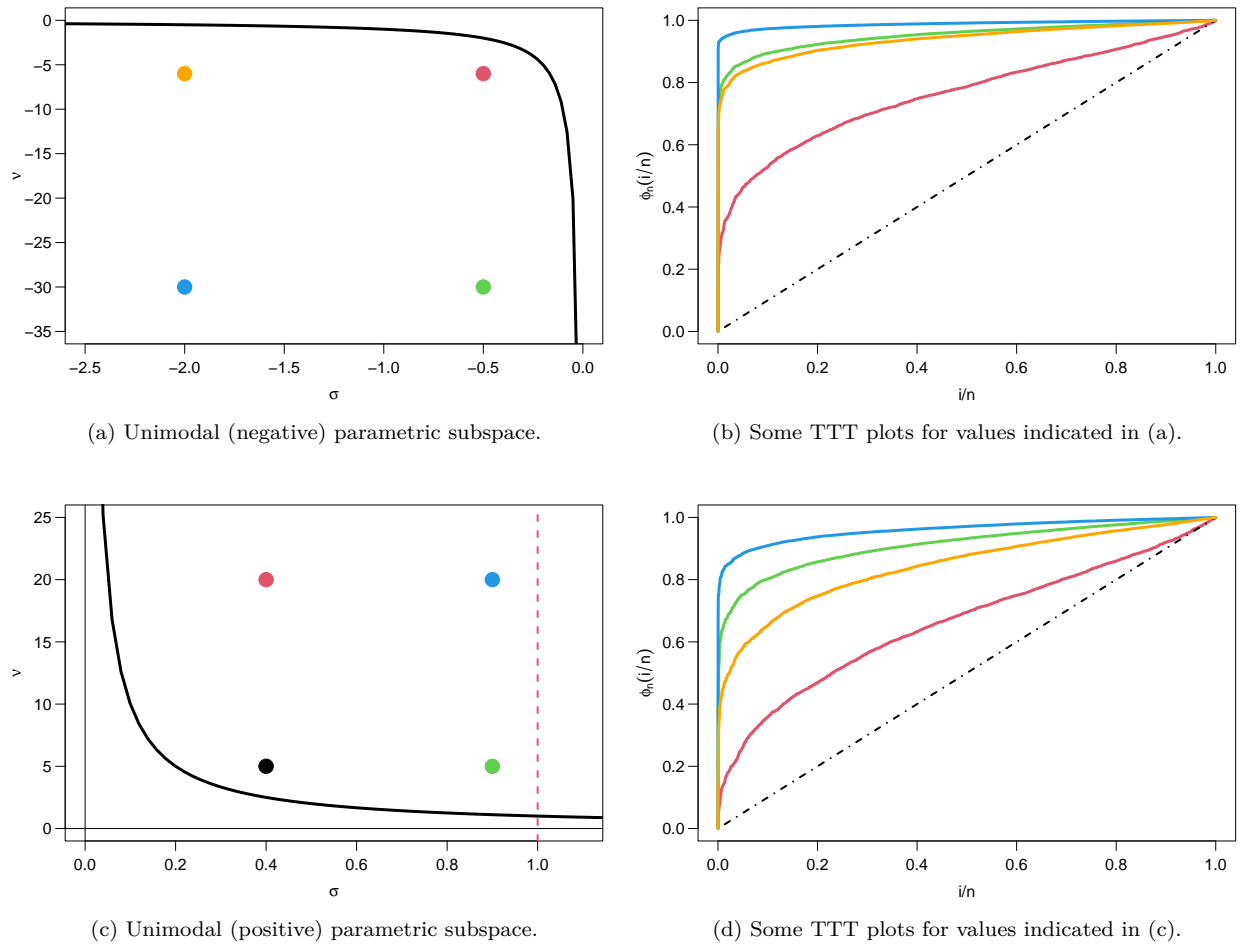 0
−5
−10
−15
−20
−25
−30
−35
ν
−2.5 −2.0 −1.5 −1.0 −0.5 0.0
σ
(a) Unimodal (negative) parametric subspace.
1.0
0.8
0.6
0.4
0.2
0.0
ϕn(i/n)
0.0 0.2 0.4 0.6 0.8 1.0
i/n
(b) Some TTT plots for values indicated in (a).
25
20
15
10
5
0
ν
0.0 0.2 0.4 0.6 0.8 1.0
σ
(c) Unimodal (positive) parametric subspace.
1.0
0.8
0.6
0.4
0.2
0.0
ϕn(i/n)
0.0 0.2 0.4 0.6 0.8 1.0
i/n
(d) Some TTT plots for values indicated in (c).